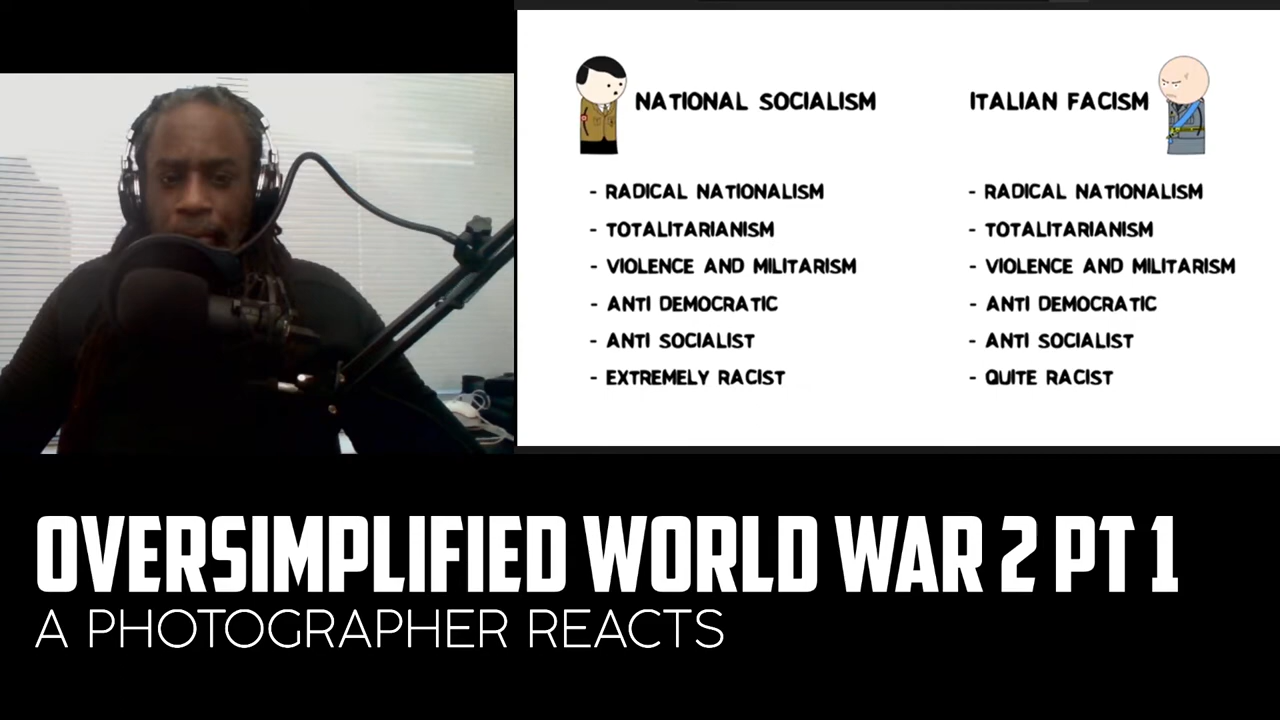 NATIONAL SOCIALISM
- RADICAL NATIONALISM
- TOTALITARIANISM
- VIOLENCE AND MILITARISM
- ANTI DEMOCRATIC
- ANTI SOCIALIST
- EXTREMELY RACIST
ITALIAN FACISM
- RADICAL NATIONALISM
- TOTALITARIANISM
- VIOLENCE AND MILITARISM
- ANTI DEMOCRATIC
- ANTI SOCIALIST
- QUITE RACIST
OVERSIMPLIFIED WORLD WAR 2 PT 1
A PHOTOGRAPHER REACTS